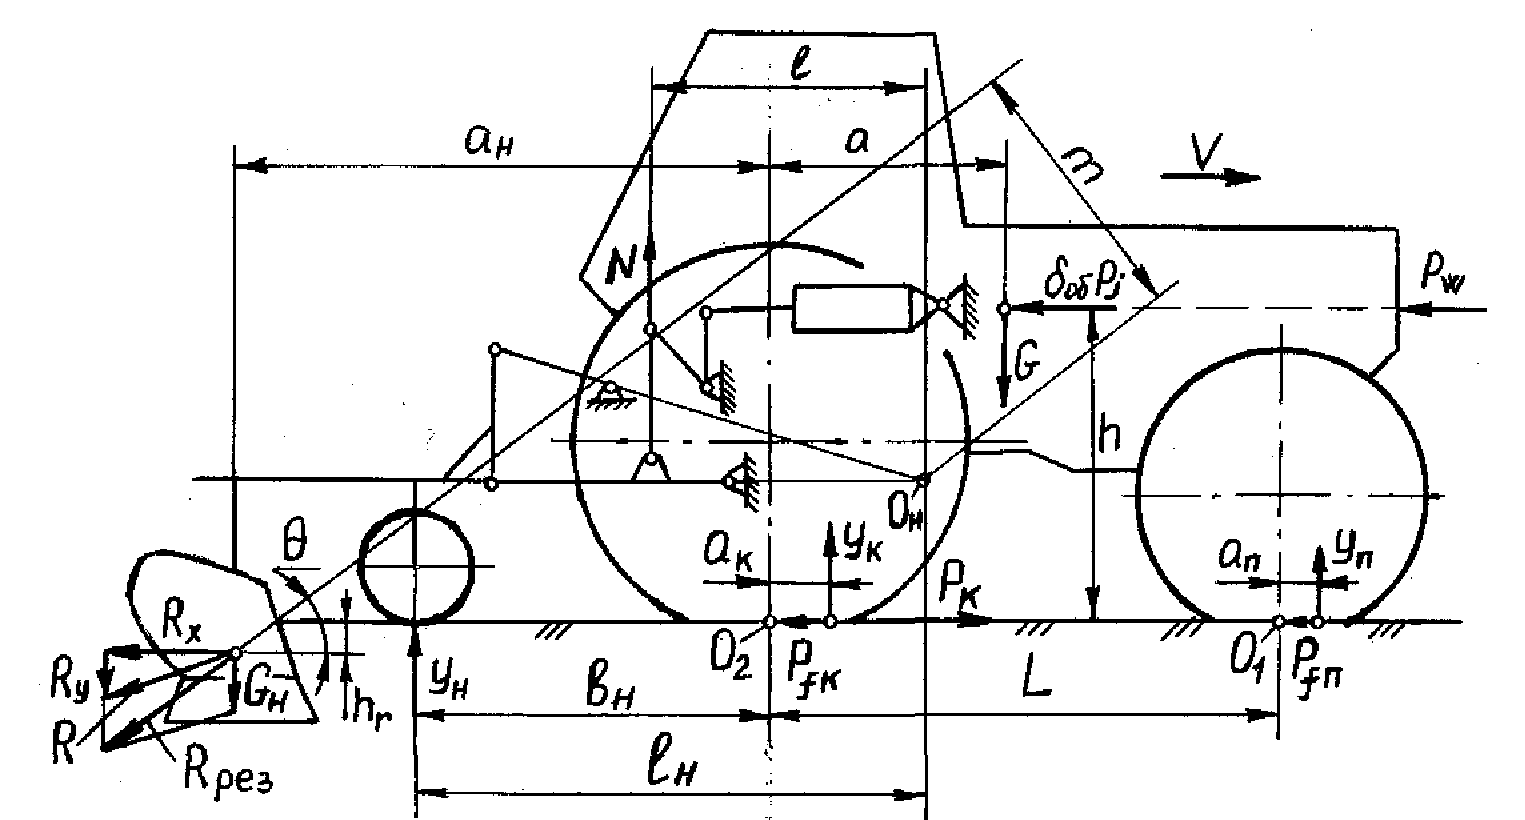 ℓ
aн
a
V
m
N
δоб Pj
Pw
G
h
Oн
θ
aк
Yк
Pк
aп
Yп
Rx
Ry
Gн
hг
R
Rрез
Yн
O₂
Pfк
bн
L
O₁
Pfп
ℓн